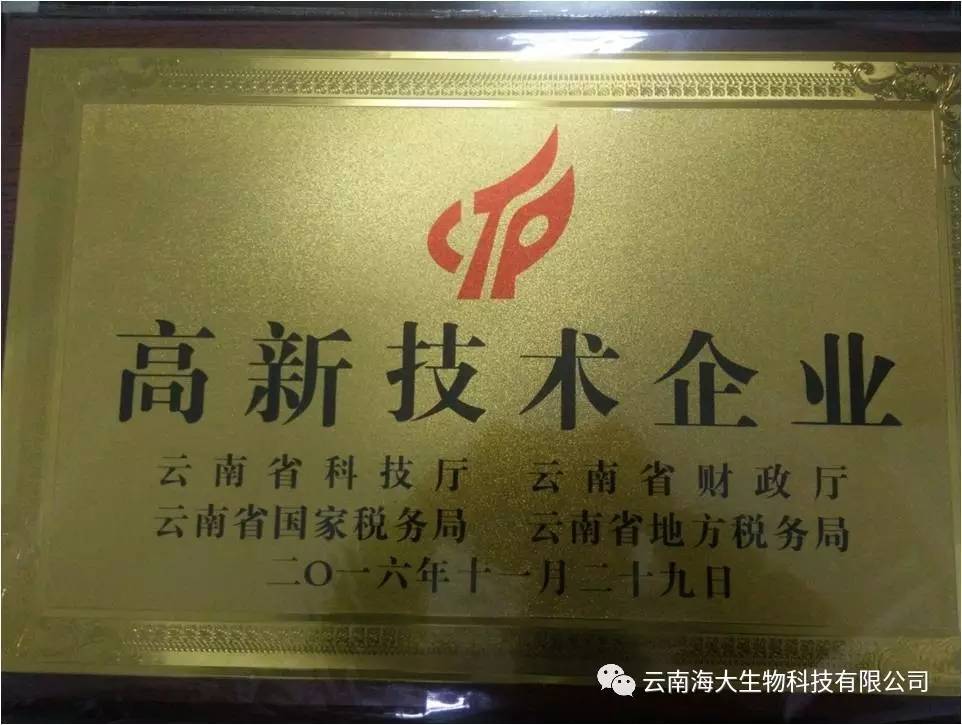 CTP
高新技术企业
云南省科技厅 云南省财政厅
云南省国家税务局 云南省地方税务局
二〇一六年十一月二十九日
云南海大生物科技有限公司